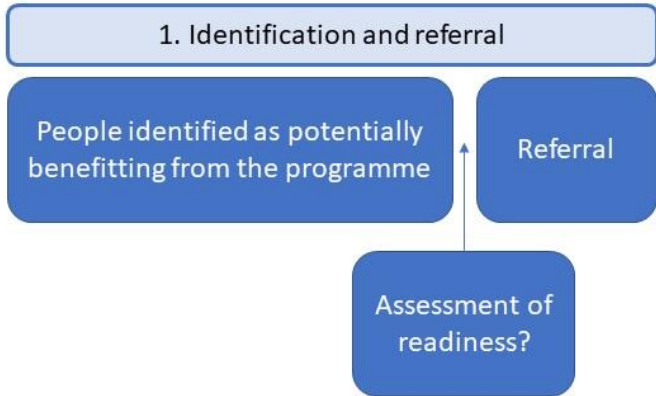 1. Identification and referral
People identified as potentially
benefitting from the programme
Referral
Assessment of
readiness?